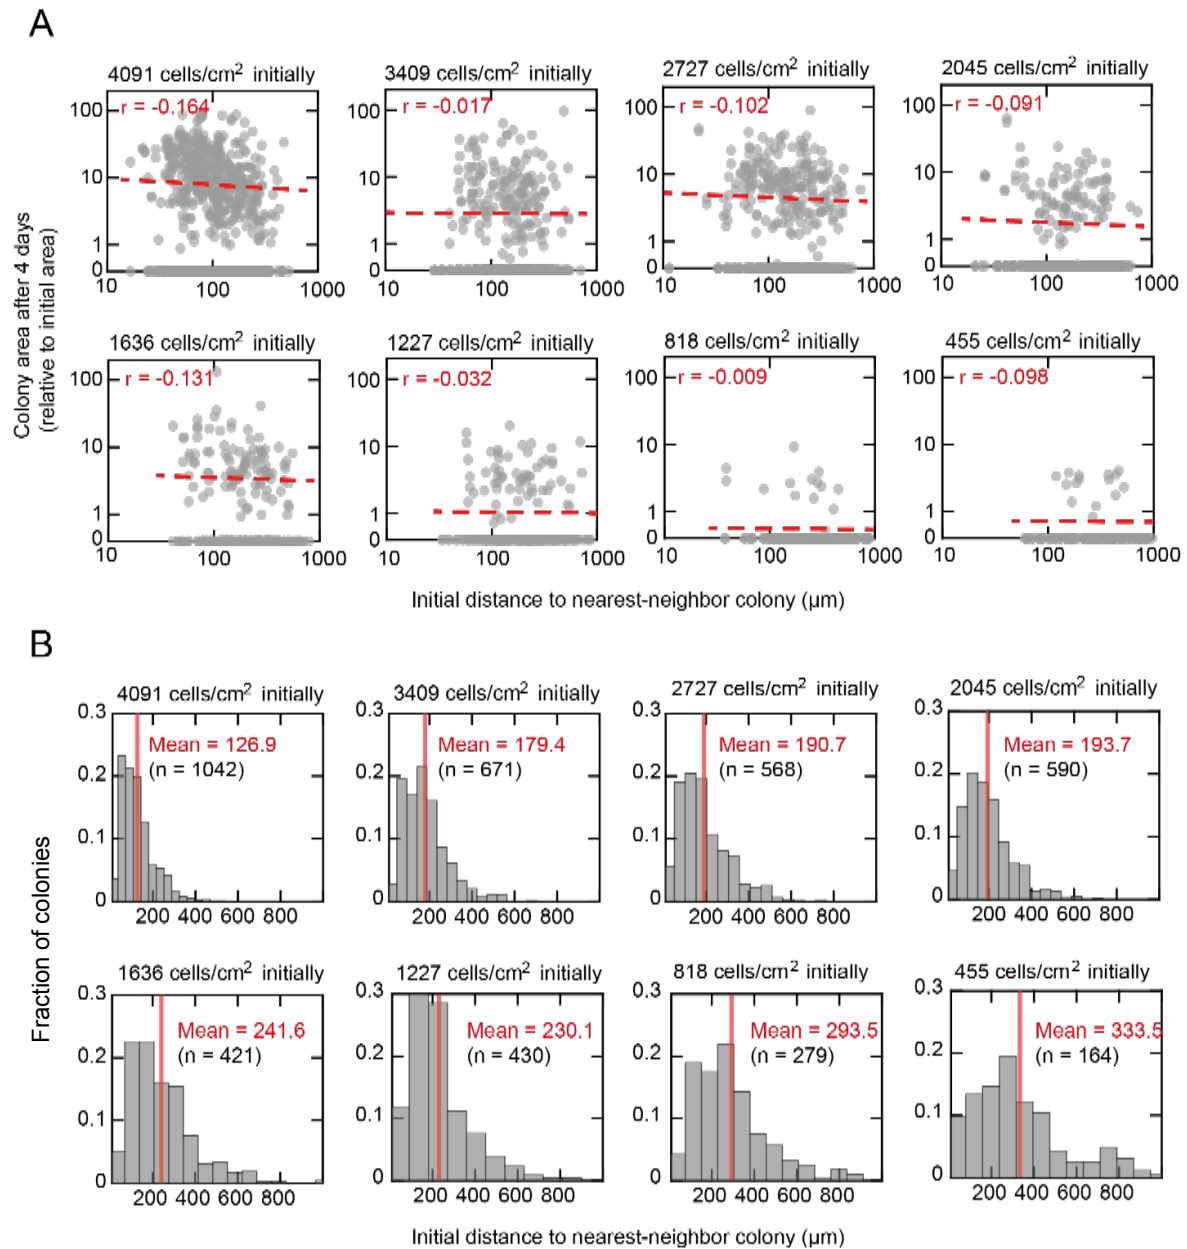 A
4091 cells/cm² initially
3409 cells/cm² initially
2727 cells/cm² initially
2045 cells/cm² initially
r = -0.164
r = -0.017
r = -0.102
r = -0.091
100
10
1
0
100
10
1
0
100
10
1
0
100
10
1
0
10 100 1000
10 100 1000
10 100 1000
10 100 1000
Colony area after 4 days
(relative to initial area)
1636 cells/cm² initially
1227 cells/cm² initially
818 cells/cm² initially
455 cells/cm² initially
r = -0.131
r = -0.032
r = -0.009
r = -0.098
100
10
1
0
100
10
1
0
100
10
1
0
100
10
1
0
10 100 1000
10 100 1000
10 100 1000
10 100 1000
Initial distance to nearest-neighbor colony (µm)
B
4091 cells/cm² initially
3409 cells/cm² initially
2727 cells/cm² initially
2045 cells/cm² initially
Mean = 126.9
(n = 1042)
Mean = 179.4
(n = 671)
Mean = 190.7
(n = 568)
Mean = 193.7
(n = 590)
0.3
0.2
0.1
0
0.3
0.2
0.1
0
0.3
0.2
0.1
0
0.3
0.2
0.1
0
200 400 600 800
200 400 600 800
200 400 600 800
200 400 600 800
Fraction of colonies
1636 cells/cm² initially
1227 cells/cm² initially
818 cells/cm² initially
455 cells/cm² initially
Mean = 241.6
(n = 421)
Mean = 230.1
(n = 430)
Mean = 293.5
(n = 279)
Mean = 333.5
(n = 164)
0.3
0.2
0.1
0
0.3
0.2
0.1
0
0.3
0.2
0.1
0
0.3
0.2
0.1
0
200 400 600 800
200 400 600 800
200 400 600 800
200 400 600 800
Initial distance to nearest-neighbor colony (µm)